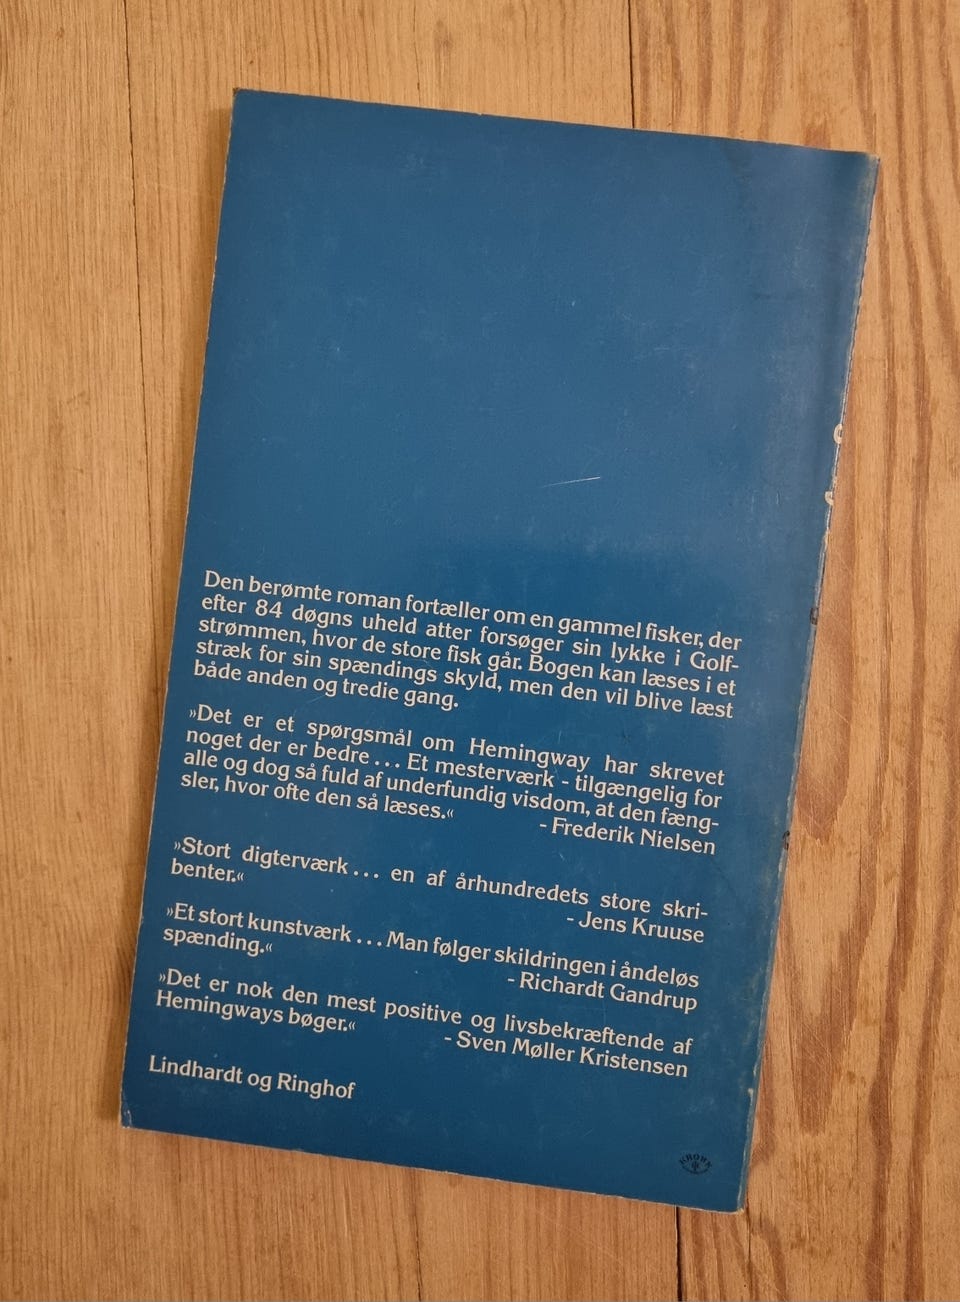 Den berømte roman fortæller om en gammel fisker, der
efter 84 døgns uheld atter forsøger sin lykke i Golf-
strømmen, hvor de store fisk går. Bogen kan læses i et
stræk for sin spændings skyld, men den vil blive læst
både anden og tredie gang.
»Det er et spørgsmål om Hemingway har skrevet
noget der er bedre ... Et mesterværk - tilgængelig for
alle og dog så fuld af underfundig visdom, at den fæng-
sler, hvor ofte den så læses.«
- Frederik Nielsen
»Stort digterværk ... en af århundredets store skri-
benter.«
- Jens Kruuse
»Et stort kunstværk ... Man følger skildringen i åndeløs
spænding.«
- Richardt Gandrup
»Det er nok den mest positive og livsbekræftende af
Hemingways bøger.«
- Sven Møller Kristensen
Lindhardt og Ringhof